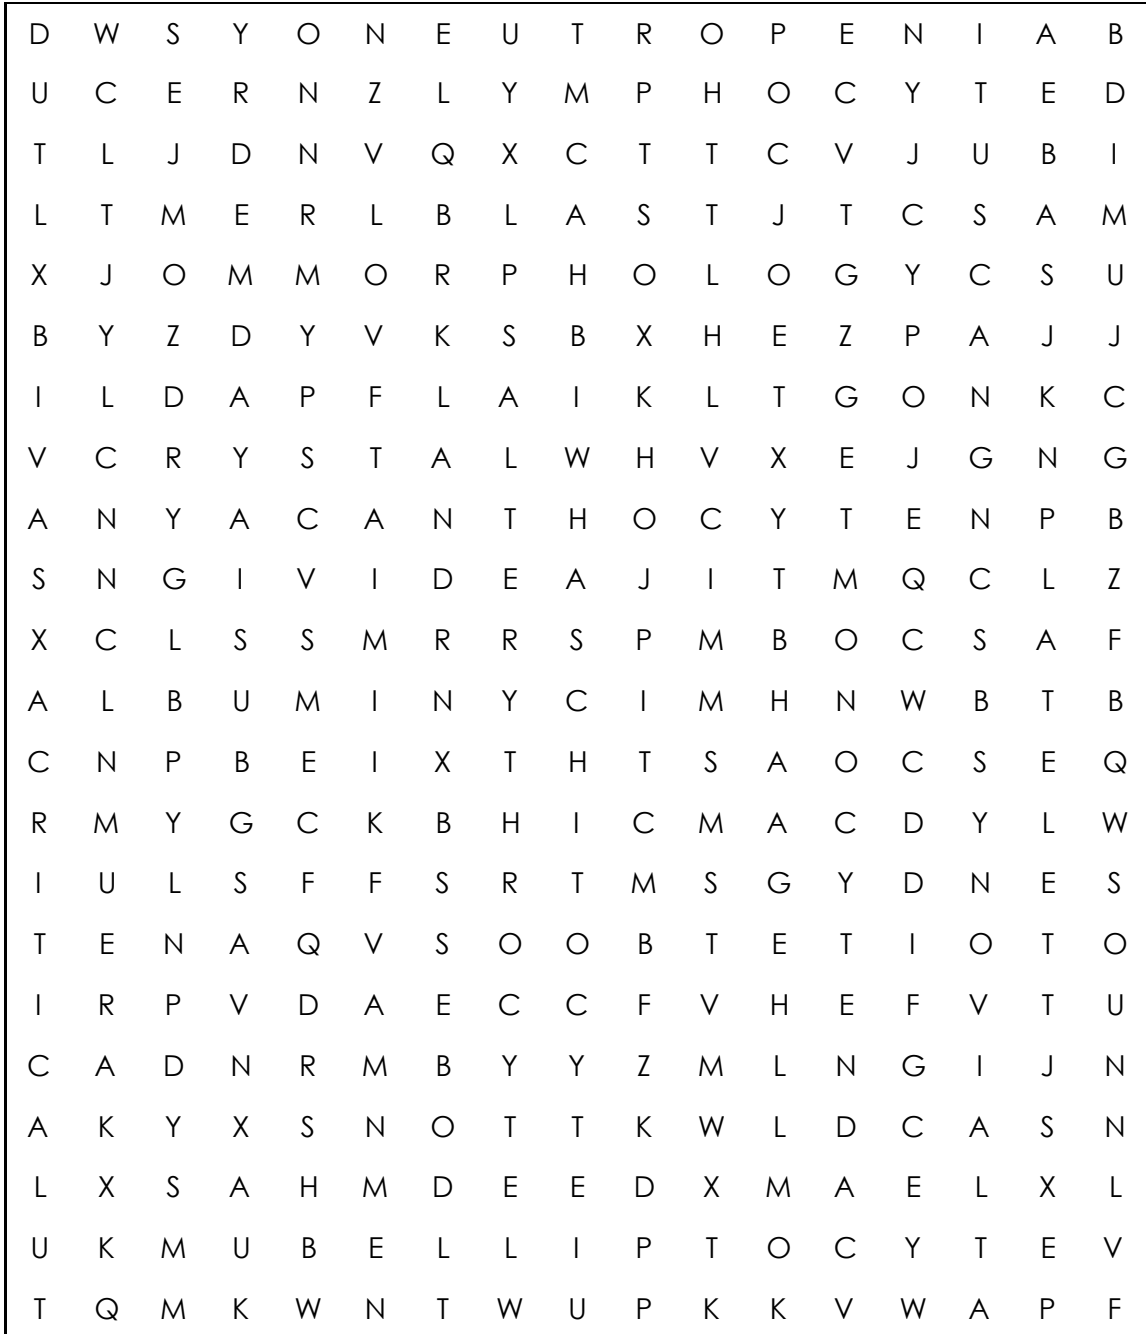 D W S Y O N E U T R O P E N I A B
U C E R N Z L Y M P H O C Y T E D
T L J D N V Q X C T T C V J U B I
L T M E R L B L A S T J T C S A M
X J O M M O R P H O L O G Y C S U
B Y Z D Y V K S B X H E Z P A J J
I L D A P F L A I K L T G O N K C
V C R Y S T A L W H V X E J G N G
A N Y A C A N T H O C Y T E N P B
S N G I V I D E A J I T M Q C L Z
X C L S S M R R S P M B O C S A F
A L B U M I N Y C I M H N W B T B
C N P B E I X T H T S A O C S E Q
R M Y G C K B H I C M A C D Y L W
I U L S F F S R T M S G Y D N E S
T E N A Q V S O O B T E T I O T O
I R P V D A E C C F V H E F V T U
C A D N R M B Y Y Z M L N G I J N
A K Y X S N O T T K W L D C A S N
L X S A H M D E E D X M A E L X L
U K M U B E L L I P T O C Y T E V
T Q M K W N T W U P K K V W A P F